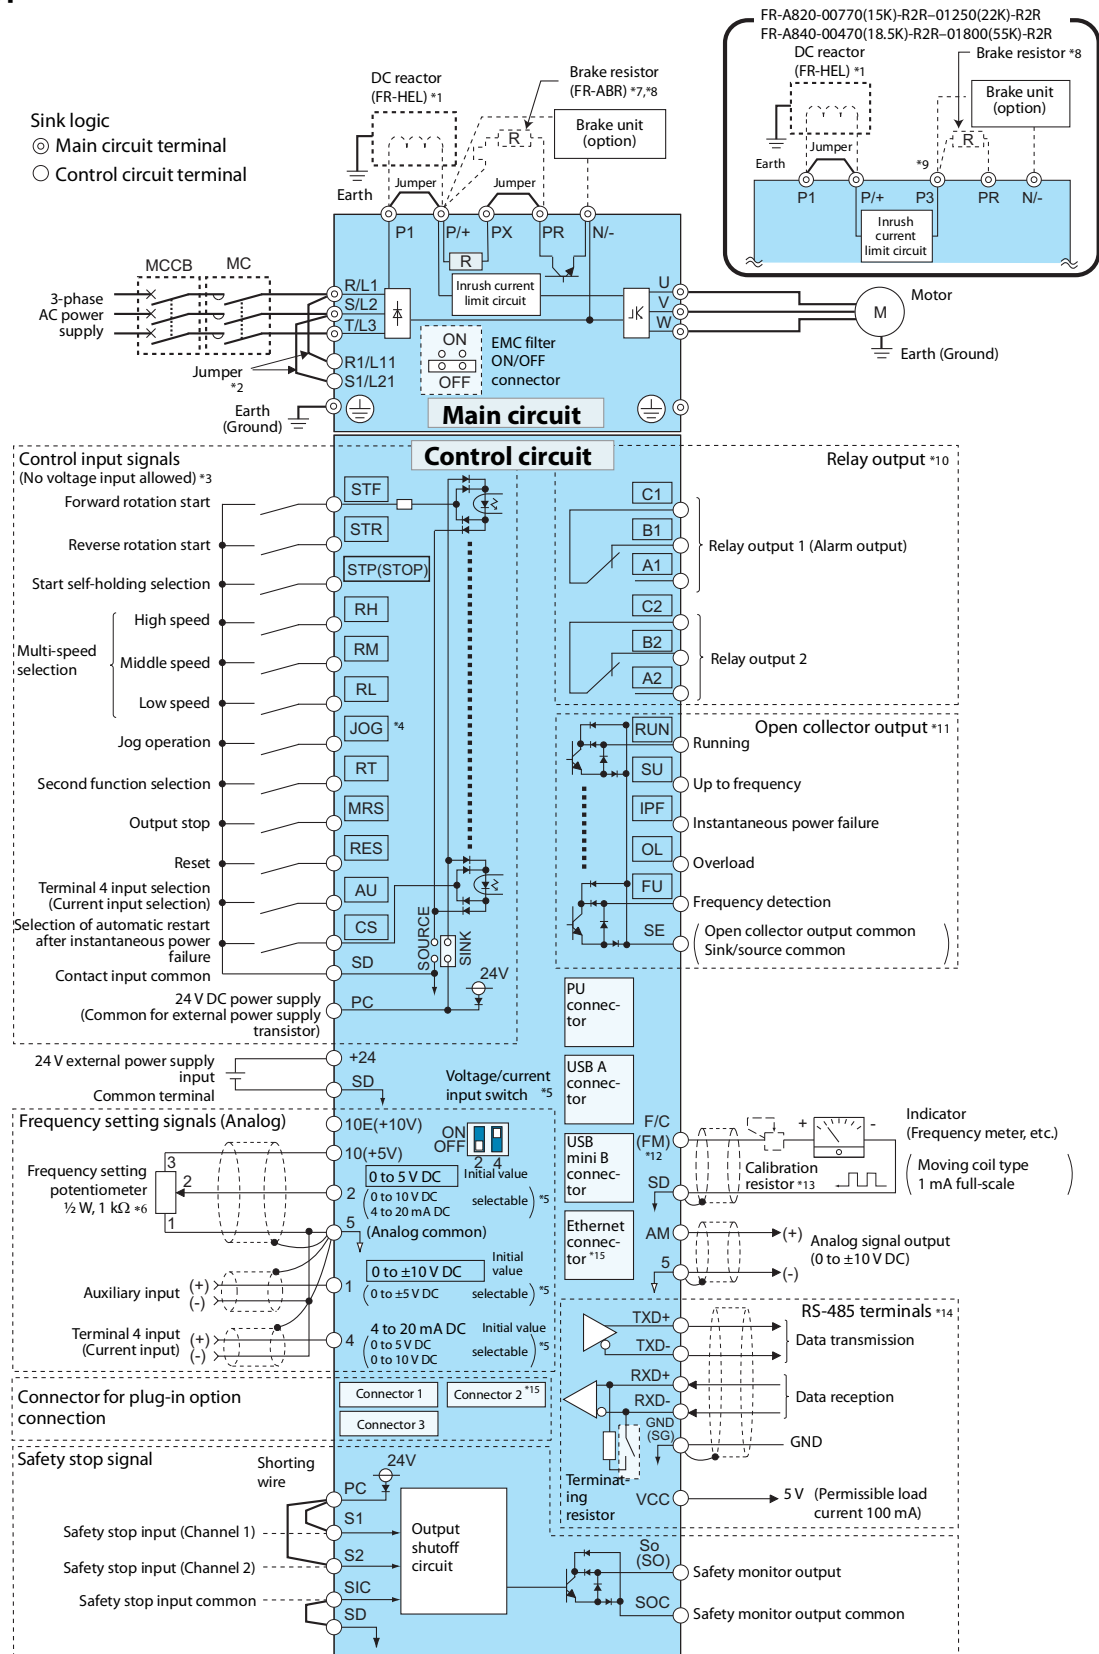 FR-A820-00770(15K)-R2R–01250(22K)-R2R
FR-A840-00470(18.5K)-R2R–01800(55K)-R2R
DC reactor
(FR-HEL) *1
Brake resistor *8
Brake unit
(option)
R
Earth
Jumper
*9
P1
P/+
P3
PR
N/-
Inrush
current
limit circuit
Sink logic
Main circuit terminal
Control circuit terminal
DC reactor
(FR-HEL) *1
Brake resistor
(FR-ABR) *7,*8
Brake unit
(option)
R
Earth
Jumper
Jumper
P1
P/+
PX
PR
N/-
R
Inrush current
limit circuit
MCCB
MC
3-phase
AC power
supply
R/L1
S/L2
T/L3
R1/L11
S1/L21
Jumper
*2
Earth
(Ground)
ON
OFF
EMC filter
ON/OFF
connector
U
V
W
M
Motor
Earth (Ground)
Main circuit
Control circuit
Control input signals
(No voltage input allowed) *3
Forward rotation start
STF
Reverse rotation start
STR
Start self-holding selection
STP(STOP)
Multi-speed
selection
High speed
RH
Middle speed
RM
Low speed
RL
Jog operation
JOG *4
Second function selection
RT
Output stop
MRS
Reset
RES
Terminal 4 input selection
(Current input selection)
AU
Selection of automatic restart
after instantaneous power
failure
CS
Contact input common
SD
24 V DC power supply
(Common for external power supply
transistor)
PC
SOURCE
SINK
24V
Relay output *10
C1
B1
A1
Relay output 1 (Alarm output)
C2
B2
A2
Relay output 2
Open collector output *11
RUN
Running
SU
Up to frequency
IPF
Instantaneous power failure
OL
Overload
FU
Frequency detection
SE
Open collector output common
Sink/source common
24 V external power supply
input
Common terminal
+24
SD
PU
connec-
tor
USB A
connec-
tor
USB
mini B
connec-
tor
Ethernet
connec-
tor *15
Voltage/current
input switch *5
ON
OFF
2 4
Frequency setting signals (Analog)
10E(+10V)
10(+5V)
Frequency setting
potentiometer
½ W, 1 kΩ *6
3
2
1
2
0 to 5 V DC
Initial value
( 0 to 10 V DC
4 to 20 mA DC
selectable ) *5
5
(Analog common)
Auxiliary input
(+)
(-)
1
0 to ±10 V DC
Initial
value
( 0 to ±5 V DC selectable ) *5
Terminal 4 input
(Current input)
(+)
(-)
4
4 to 20 mA DC
Initial value
( 0 to 5 V DC
0 to 10 V DC
selectable ) *5
F/C
(FM)
*12
SD
+
-
Calibration
resistor *13
Indicator
(Frequency meter, etc.)
( Moving coil type
1 mA full-scale )
AM
5
(+)
(-)
Analog signal output
(0 to ±10 V DC)
RS-485 terminals *14
TXD+
TXD-
Data transmission
RXD+
RXD-
Data reception
GND
(SG)
GND
Terminat-
ing
resistor
VCC
5 V (Permissible load
current 100 mA)
Connector for plug-in option
connection
Connector 1
Connector 2 *15
Connector 3
Safety stop signal
Shorting
wire
24V
PC
Safety stop input (Channel 1)
S1
Safety stop input (Channel 2)
S2
Safety stop input common
SIC
SD
Output
shutoff
circuit
So
(SO)
Safety monitor output
SOC
Safety monitor output common